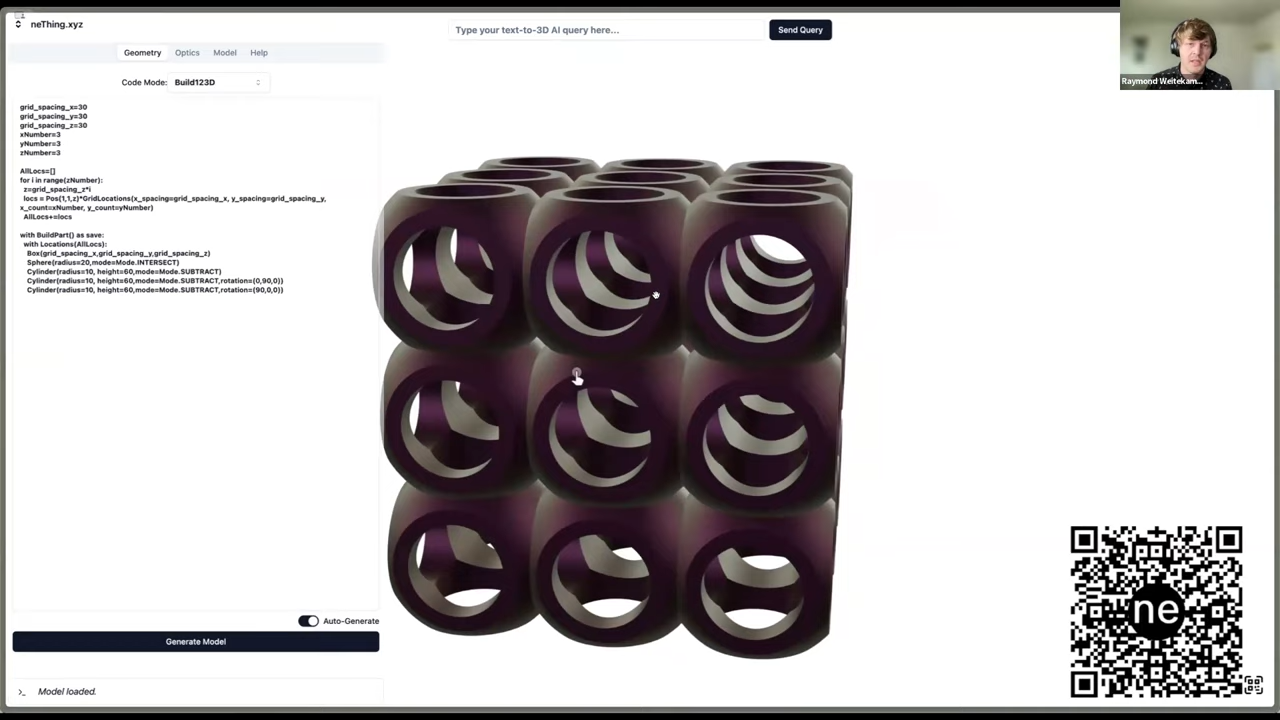 neThing.xyz
Type your text-to-3D AI query here...
Send Query
Raymond Weitekam...
Geometry
Optics
Model
Help
Code Mode:
Build123D
grid_spacing_x=30
grid_spacing_y=30
grid_spacing_z=30
xNumber=3
yNumber=3
zNumber=3
AllLocs=[]
for i in range(zNumber):
z=grid_spacing_z*i
locs = Pos(1,1,z)*GridLocations(x_spacing=grid_spacing_x, y_spacing=grid_spacing_y,
x_count=xNumber, y_count=yNumber)
AllLocs+=locs
with BuildPart() as save:
with Locations(AllLocs):
Box(grid_spacing_x,grid_spacing_y,grid_spacing_z)
Sphere(radius=20,mode=Mode.INTERSECT)
Cylinder(radius=10, height=60,mode=Mode.SUBTRACT)
Cylinder(radius=10, height=60,mode=Mode.SUBTRACT,rotation=(0,90,0))
Cylinder(radius=10, height=60,mode=Mode.SUBTRACT,rotation=(90,0,0))
Auto-Generate
Generate Model
>_ Model loaded.
ne